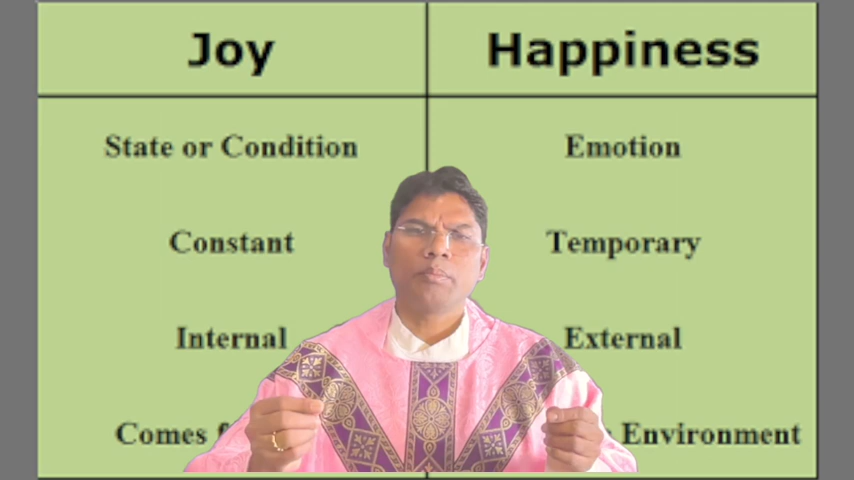 Joy Happiness
State or Condition Emotion
Constant Temporary
Internal External
Comes Environment